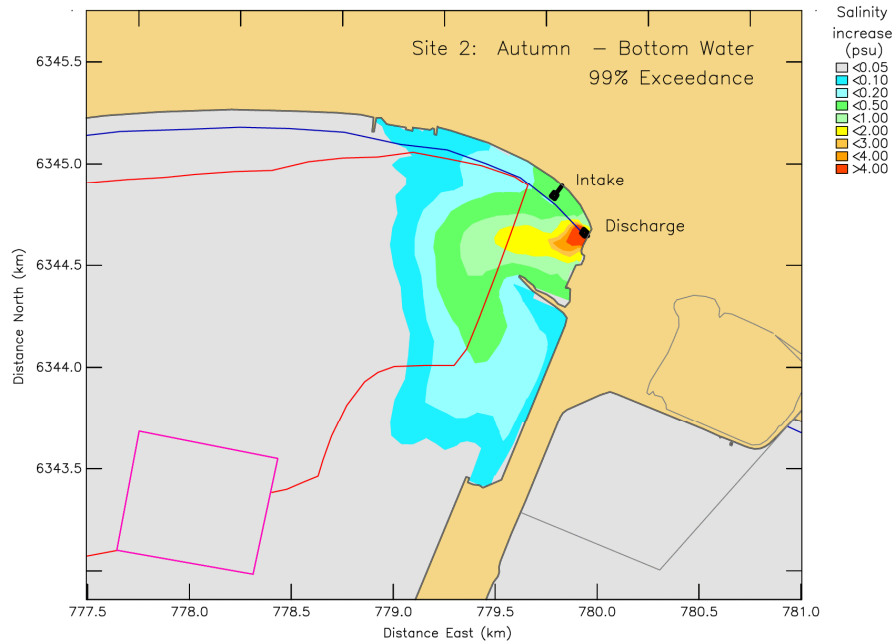 Site 2: Autumn – Bottom Water
99% Exceedance
Salinity
increase
(psu)
<0.05
<0.10
<0.20
<0.50
<1.00
<2.00
<3.00
<4.00
>4.00
Intake
Discharge
6345.5
6345.0
6344.5
6344.0
6343.5
Distance North (km)
777.5 778.0 778.5 779.0 779.5 780.0 780.5 781.0
Distance East (km)